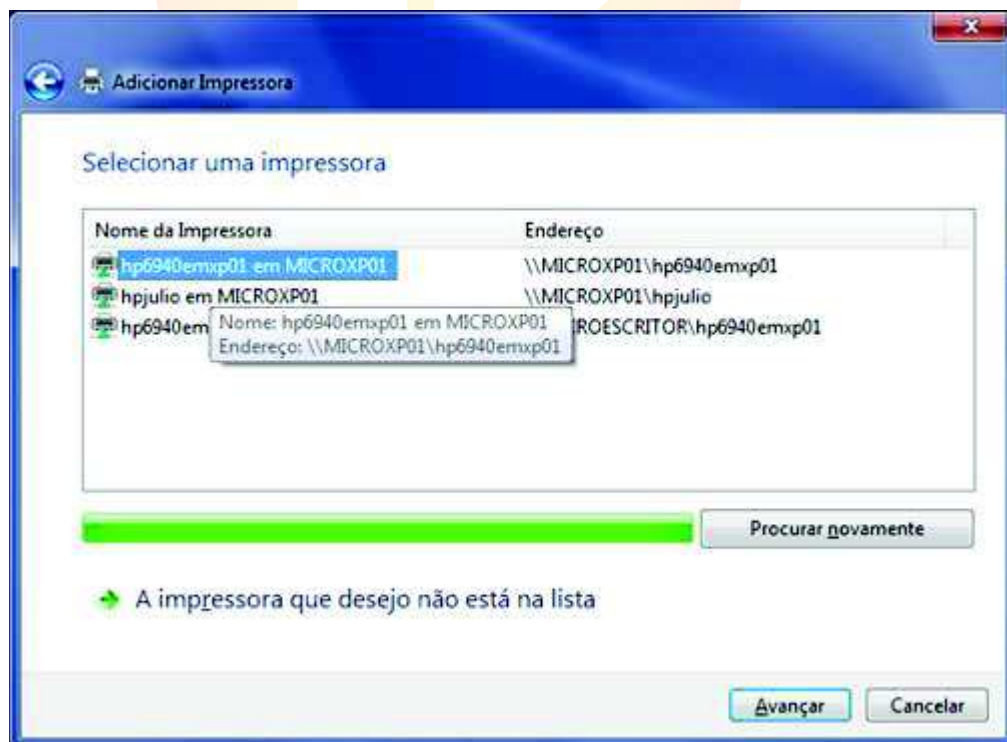 Adicionar Impressora
Selecionar uma impressora
Nome da Impressora Endereço
hp6940emxp01 em MICROXP01 \\MICROXP01\hp6940emxp01
hpjulio em MICROXP01 \\MICROXP01\hpjulio
hp6940em ROESCRITOR\hp6940emxp01
Nome: hp6940emxp01 em MICROXP01
Endereço: \\MICROXP01\hp6940emxp01
Procurar novamente
A impressora que desejo não está na lista
Avançar Cancelar